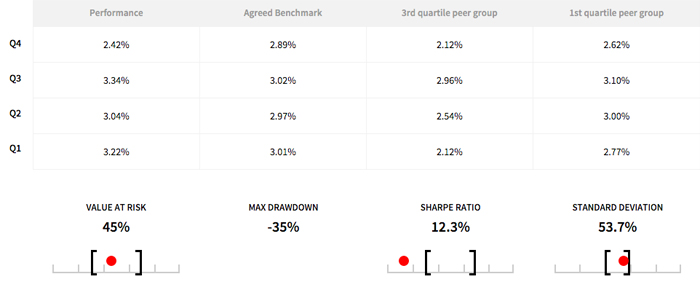 Performance Agreed Benchmark 3rd quartile peer group 1st quartile peer group
Q4 2.42% 2.89% 2.12% 2.62%
Q3 3.34% 3.02% 2.96% 3.10%
Q2 3.04% 2.97% 2.54% 3.00%
Q1 3.22% 3.01% 2.12% 2.77%
VALUE AT RISK MAX DRAWDOWN SHARPE RATIO STANDARD DEVIATION
45% -35% 12.3% 53.7%